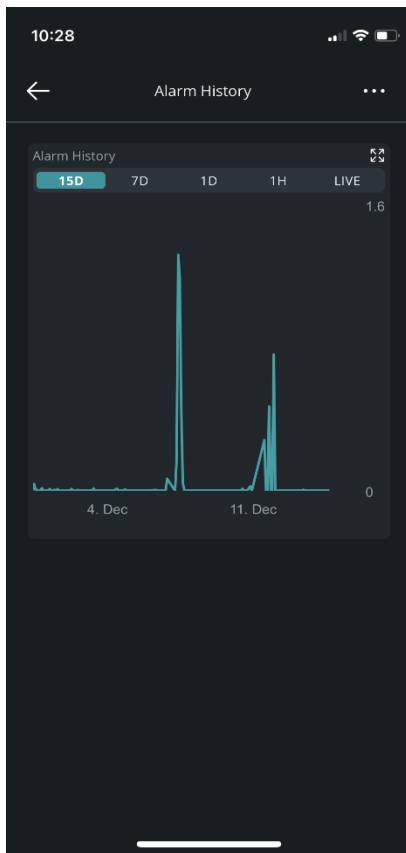 10:28
Alarm History
Alarm History
15D 7D 1D 1H LIVE
1.6
0
4. Dec 11. Dec